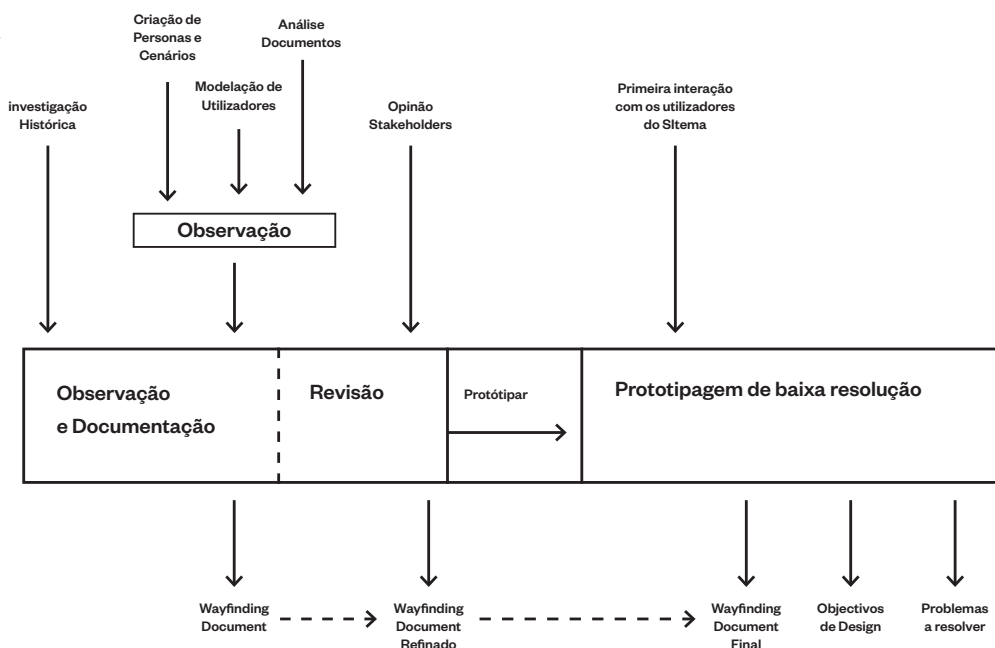 Criação de
Personas e
Cenários
Análise
Documentos
Modelação de
Utilizadores
investigação
Histórica
Opinão
Stakeholders
Primeira interação
com os utilizadores
do SItema
Observação
Observação
e Documentação
Revisão
Protótipar
Prototipagem de baixa resolução
Wayfinding
Document
Wayfinding
Document
Refinado
Wayfinding
Document
Final
Objectivos
de Design
Problemas
a resolver